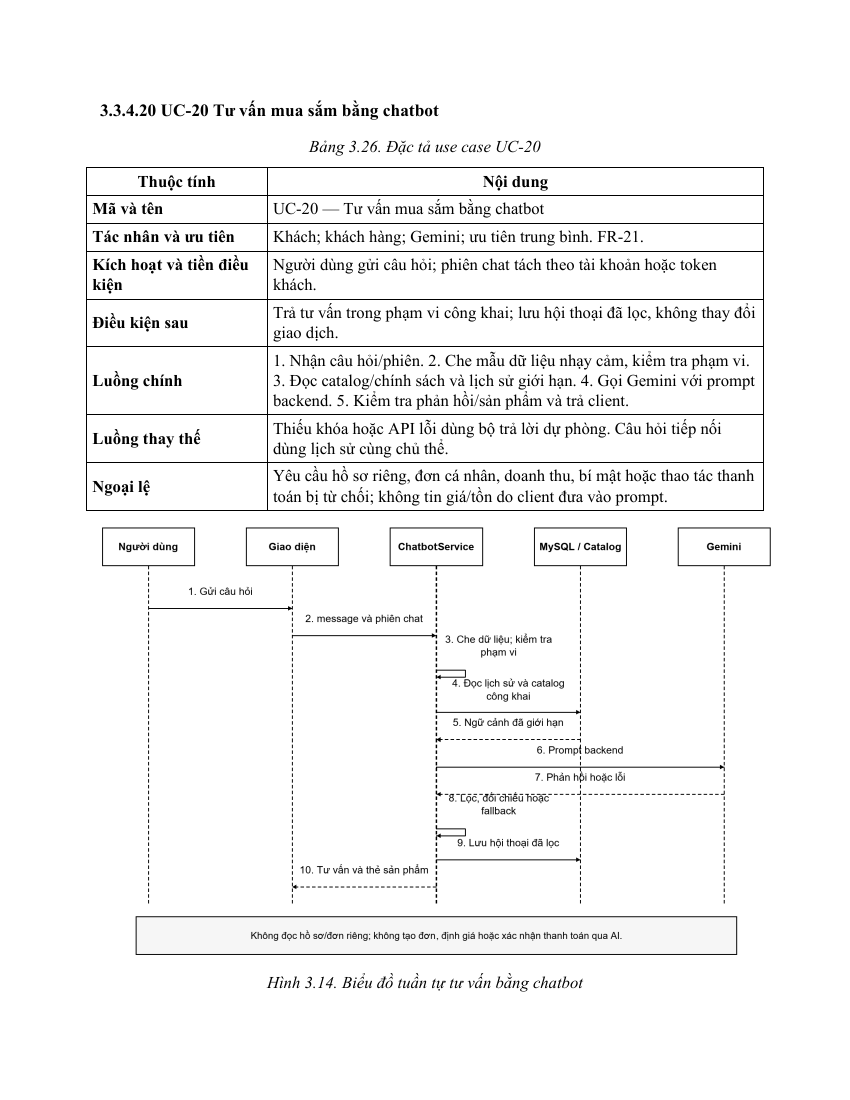 3.3.4.20 UC-20 Tư vấn mua sắm bằng chatbot
Bảng 3.26. Đặc tả use case UC-20
Thuộc tính
Nội dung
Mã và tên
UC-20 — Tư vấn mua sắm bằng chatbot
Tác nhân và ưu tiên
Khách; khách hàng; Gemini; ưu tiên trung bình. FR-21.
Kích hoạt và tiền điều
kiện
Người dùng gửi câu hỏi; phiên chat tách theo tài khoản hoặc token
khách.
Điều kiện sau
Trả tư vấn trong phạm vi công khai; lưu hội thoại đã lọc, không thay đổi
giao dịch.
Luồng chính
1. Nhận câu hỏi/phiên. 2. Che mẫu dữ liệu nhạy cảm, kiểm tra phạm vi.
3. Đọc catalog/chính sách và lịch sử giới hạn. 4. Gọi Gemini với prompt
backend. 5. Kiểm tra phản hồi/sản phẩm và trả client.
Luồng thay thế
Thiếu khóa hoặc API lỗi dùng bộ trả lời dự phòng. Câu hỏi tiếp nối
dùng lịch sử cùng chủ thể.
Ngoại lệ
Yêu cầu hồ sơ riêng, đơn cá nhân, doanh thu, bí mật hoặc thao tác thanh
toán bị từ chối; không tin giá/tồn do client đưa vào prompt.
Người dùng
Giao diện
ChatbotService
MySQL / Catalog
Gemini
1. Gửi câu hỏi
2. message và phiên chat
3. Che dữ liệu; kiểm tra
phạm vi
4. Đọc lịch sử và catalog
công khai
5. Ngữ cảnh đã giới hạn
6. Prompt backend
7. Phản hồi hoặc lỗi
8. Lọc, đối chiếu hoặc
fallback
9. Lưu hội thoại đã lọc
10. Tư vấn và thẻ sản phẩm
Không đọc hồ sơ/đơn riêng; không tạo đơn, định giá hoặc xác nhận thanh toán qua AI.
Hình 3.14. Biểu đồ tuần tự tư vấn bằng chatbot